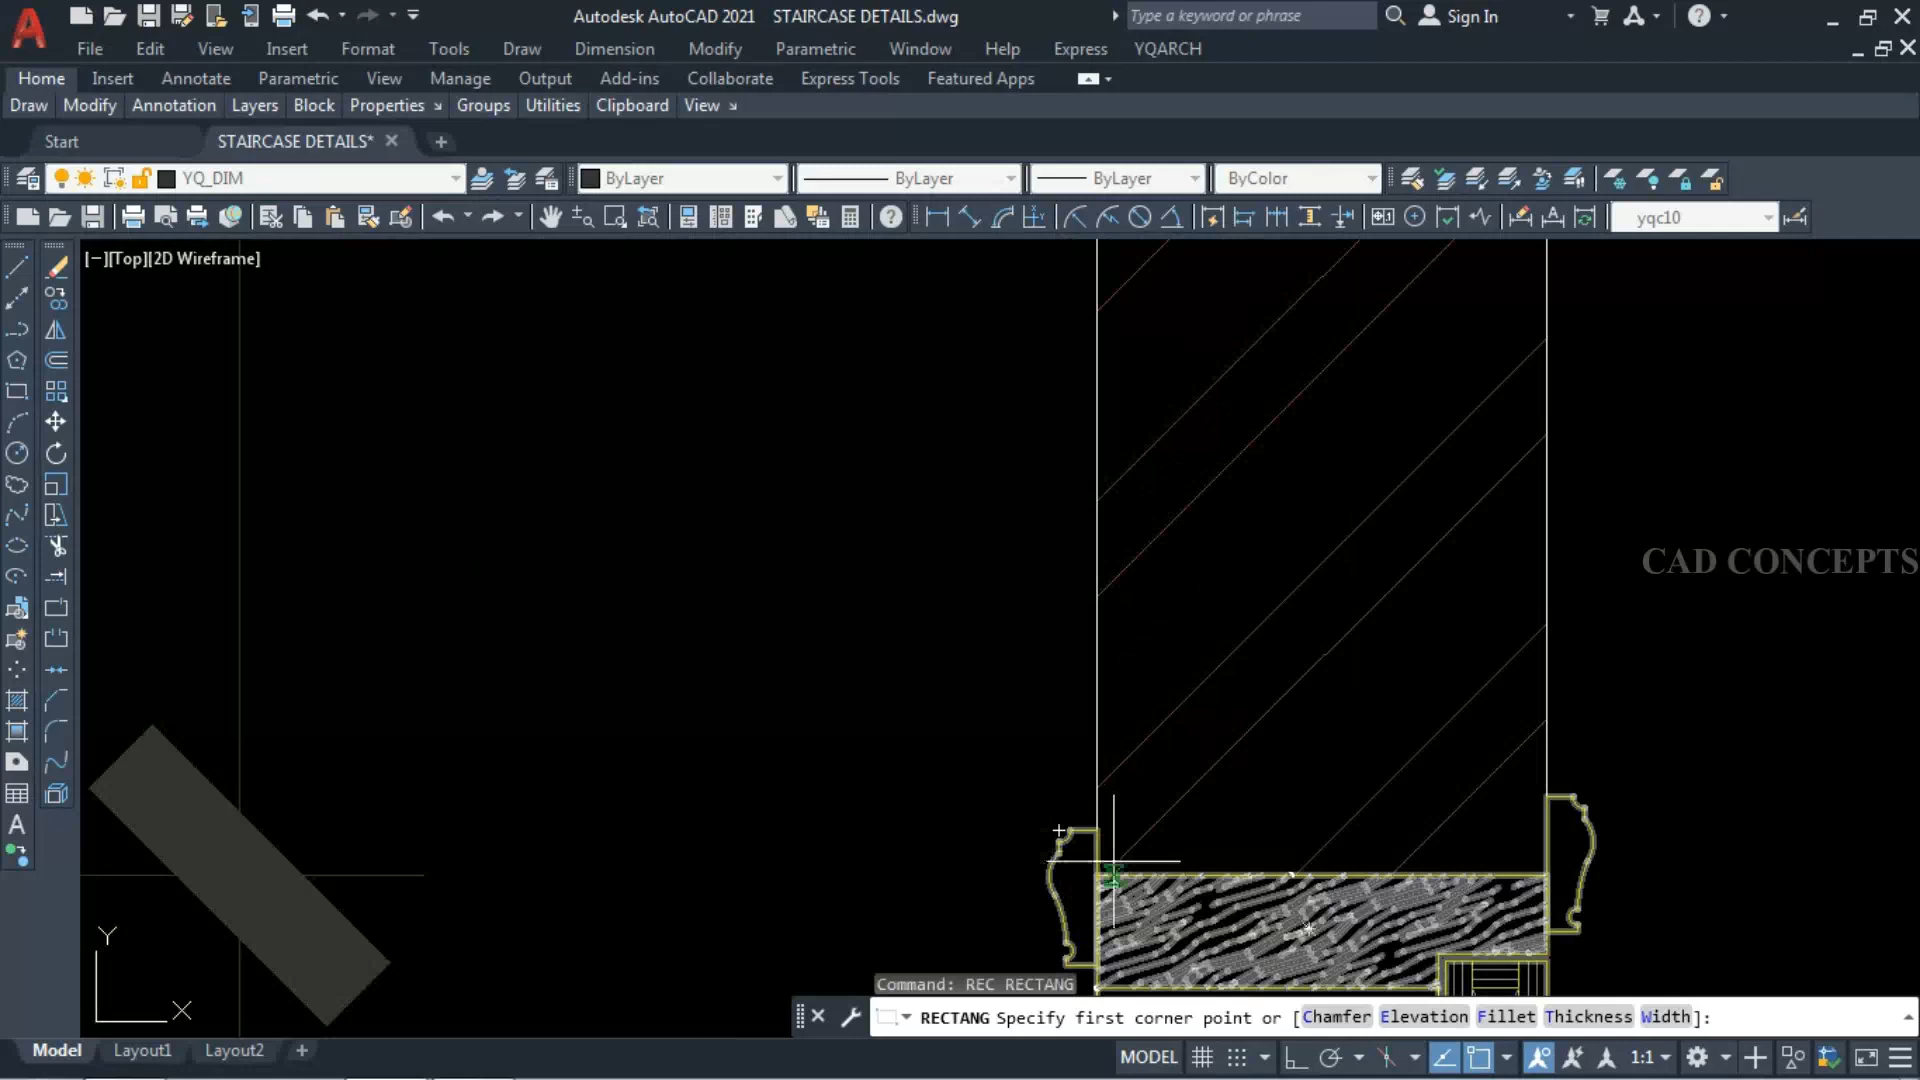 Autodesk AutoCAD 2021 STAIRCASE DETAILS.dwg
Type a keyword or phrase
Sign In
File Edit View Insert Format Tools Draw Dimension Modify Parametric Window Help Express YQARCH
Home Insert Annotate Parametric View Manage Output Add-ins Collaborate Express Tools Featured Apps
Draw Modify Annotation Layers Block Properties Groups Utilities Clipboard View
Start STAIRCASE DETAILS*
YQ_DIM ByLayer ByLayer ByLayer ByColor
yqc10
[−][Top][2D Wireframe]
CAD CONCEPTS
Y
X
Command: REC RECTANG
RECTANG Specify first corner point or [Chamfer Elevation Fillet Thickness Width]:
Model Layout1 Layout2
MODEL 1:1